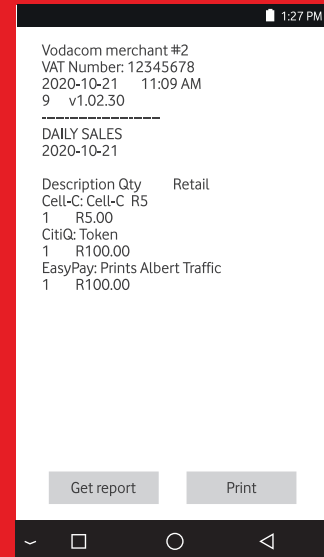 1:27 PM
Vodacom merchant #2
VAT Number: 12345678
2020-10-21 11:09 AM
9 v1.02.30
----------------
DAILY SALES
2020-10-21
Description Qty Retail
Cell-C: Cell-C R5
1 R5.00
CitiQ: Token
1 R100.00
EasyPay: Prints Albert Traffic
1 R100.00
Get report Print